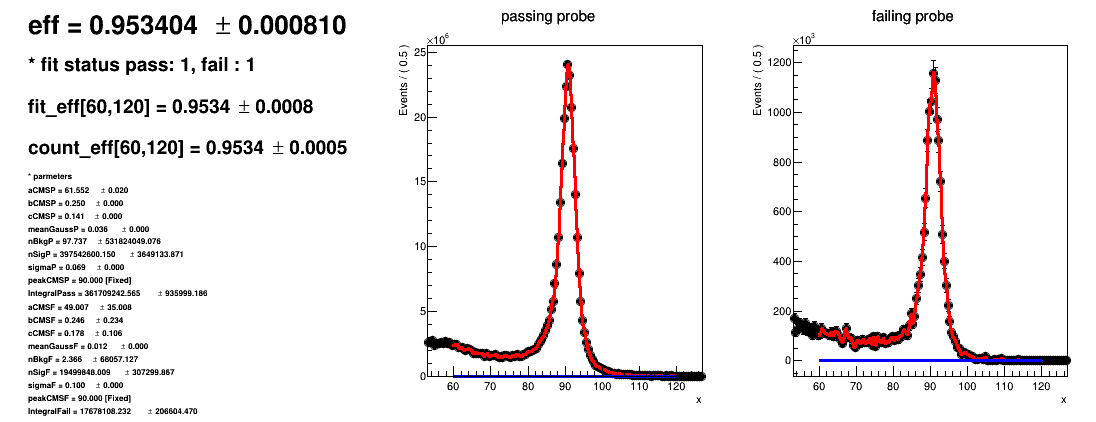 eff = 0.953404 ± 0.000810
* fit status pass: 1, fail : 1
fit_eff[60,120] = 0.9534 ± 0.0008
count_eff[60,120] = 0.9534 ± 0.0005
* parmeters
aCMSP = 61.552 ± 0.020
bCMSP = 0.250 ± 0.000
cCMSP = 0.141 ± 0.000
meanGaussP = 0.036 ± 0.000
nBkgP = 97.737 ± 531824049.076
nSigP = 397542600.150 ± 3649133.871
sigmaP = 0.069 ± 0.000
peakCMSP = 90.000 [Fixed]
IntegralPass = 361709242.565 ± 935999.186
aCMSF = 49.007 ± 35.008
bCMSF = 0.246 ± 0.234
cCMSF = 0.178 ± 0.106
meanGaussF = 0.012 ± 0.000
nBkgF = 2.366 ± 68057.127
nSigF = 19499848.009 ± 307299.867
sigmaF = 0.100 ± 0.000
peakCMSF = 90.000 [Fixed]
IntegralFail = 17678108.232 ± 206604.470
passing probe
×10⁶
Events / ( 0.5 )
25
20
15
10
5
0
60 70 80 90 100 110 120
x
failing probe
×10³
Events / ( 0.5 )
1200
1000
800
600
400
200
0
60 70 80 90 100 110 120
x